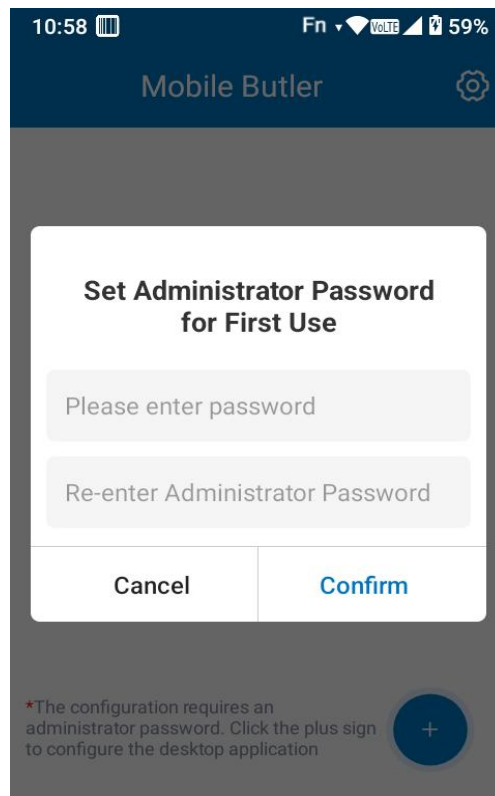 10:58 Fn VoLTE 59%
Mobile Butler
Set Administrator Password
for First Use
Please enter password
Re-enter Administrator Password
Cancel Confirm
*The configuration requires an
administrator password. Click the plus sign
to configure the desktop application
+